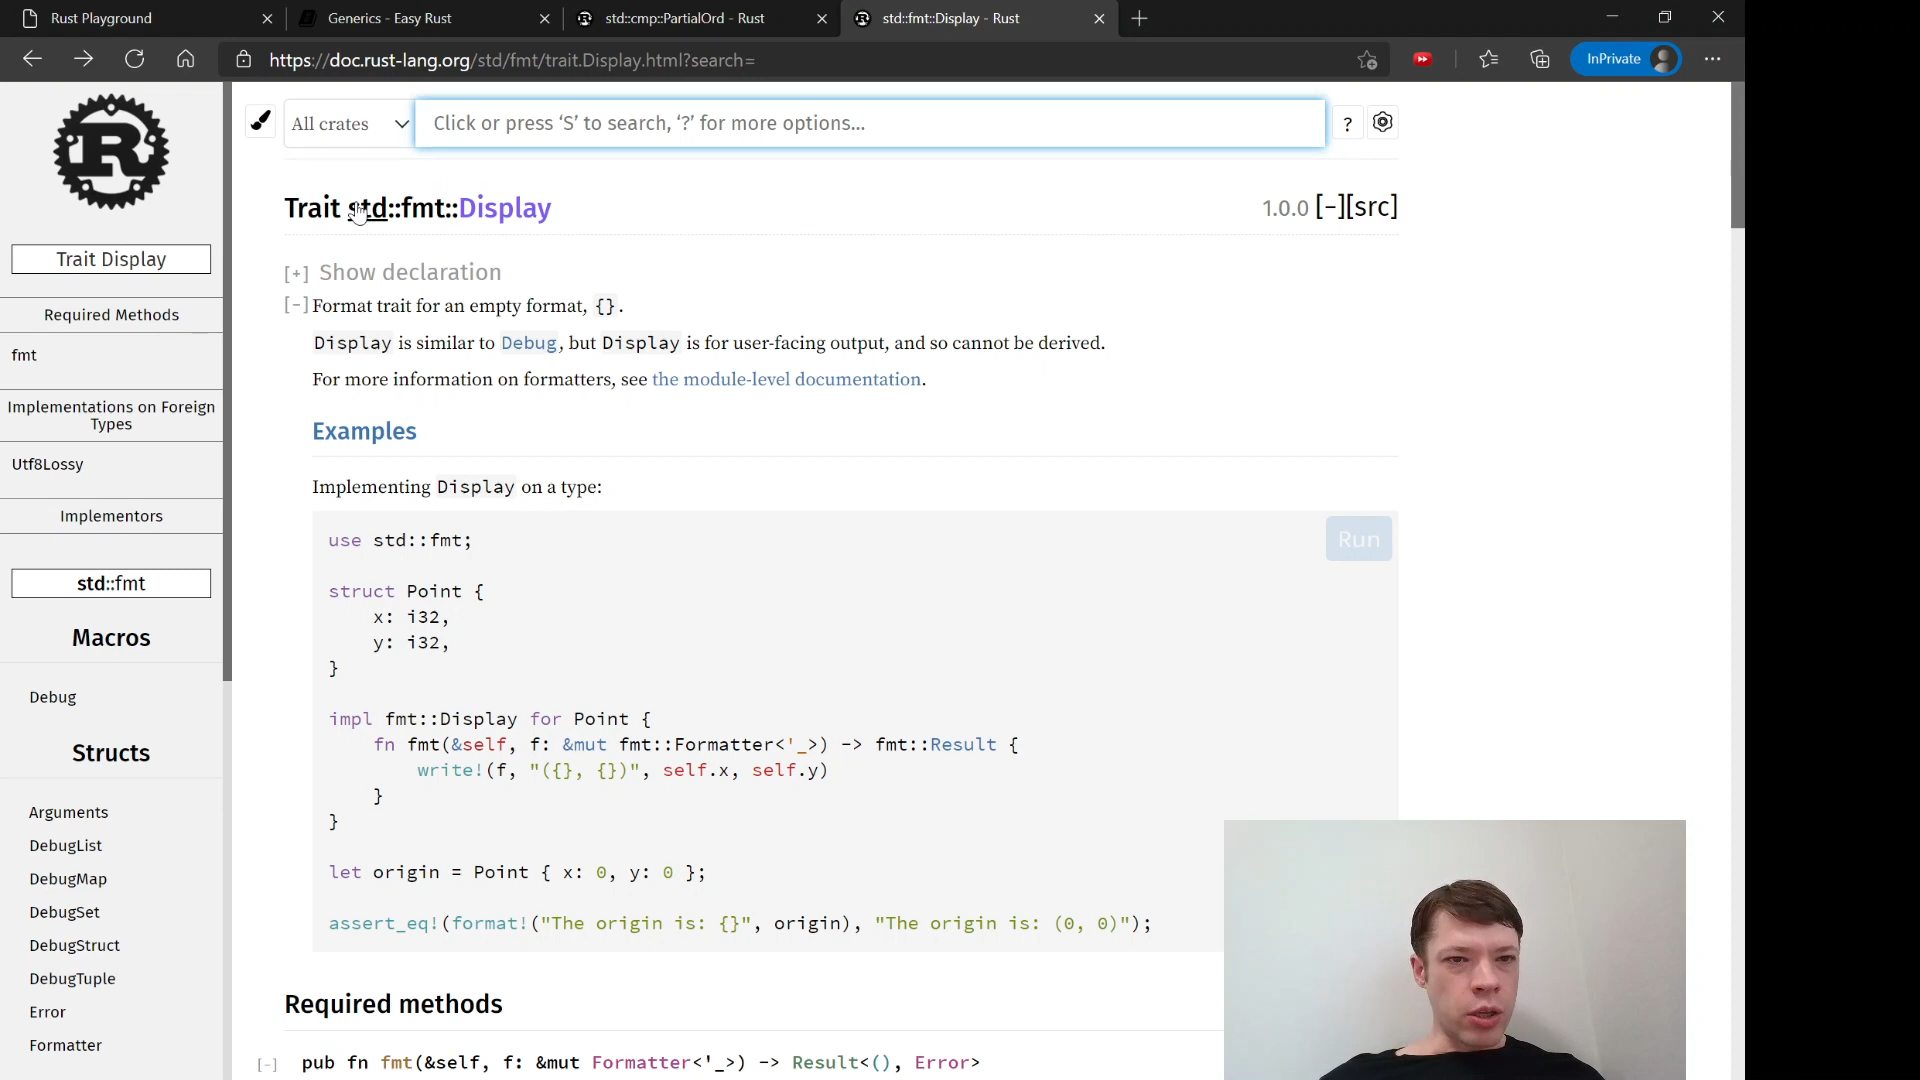 Rust Playground
Generics - Easy Rust
std::cmp::PartialOrd - Rust
std::fmt::Display - Rust
https://doc.rust-lang.org/std/fmt/trait.Display.html?search=
InPrivate
R
All crates
Click or press ‘S’ to search, ‘?’ for more options…
?
Trait std::fmt::Display
1.0.0 [-][src]
Trait Display
[+] Show declaration
[-] Format trait for an empty format, {}.
Display is similar to Debug, but Display is for user-facing output, and so cannot be derived.
For more information on formatters, see the module-level documentation.
Examples
Implementing Display on a type:
Run
use std::fmt;
struct Point {
x: i32,
y: i32,
}
impl fmt::Display for Point {
fn fmt(&self, f: &mut fmt::Formatter<'_>) -> fmt::Result {
write!(f, "({}, {})", self.x, self.y)
}
}
let origin = Point { x: 0, y: 0 };
assert_eq!(format!("The origin is: {}", origin), "The origin is: (0, 0)");
Required methods
[-] pub fn fmt(&self, f: &mut Formatter<'_>) -> Result<(), Error>
Required Methods
fmt
Implementations on Foreign
Types
Utf8Lossy
Implementors
std::fmt
Macros
Debug
Structs
Arguments
DebugList
DebugMap
DebugSet
DebugStruct
DebugTuple
Error
Formatter